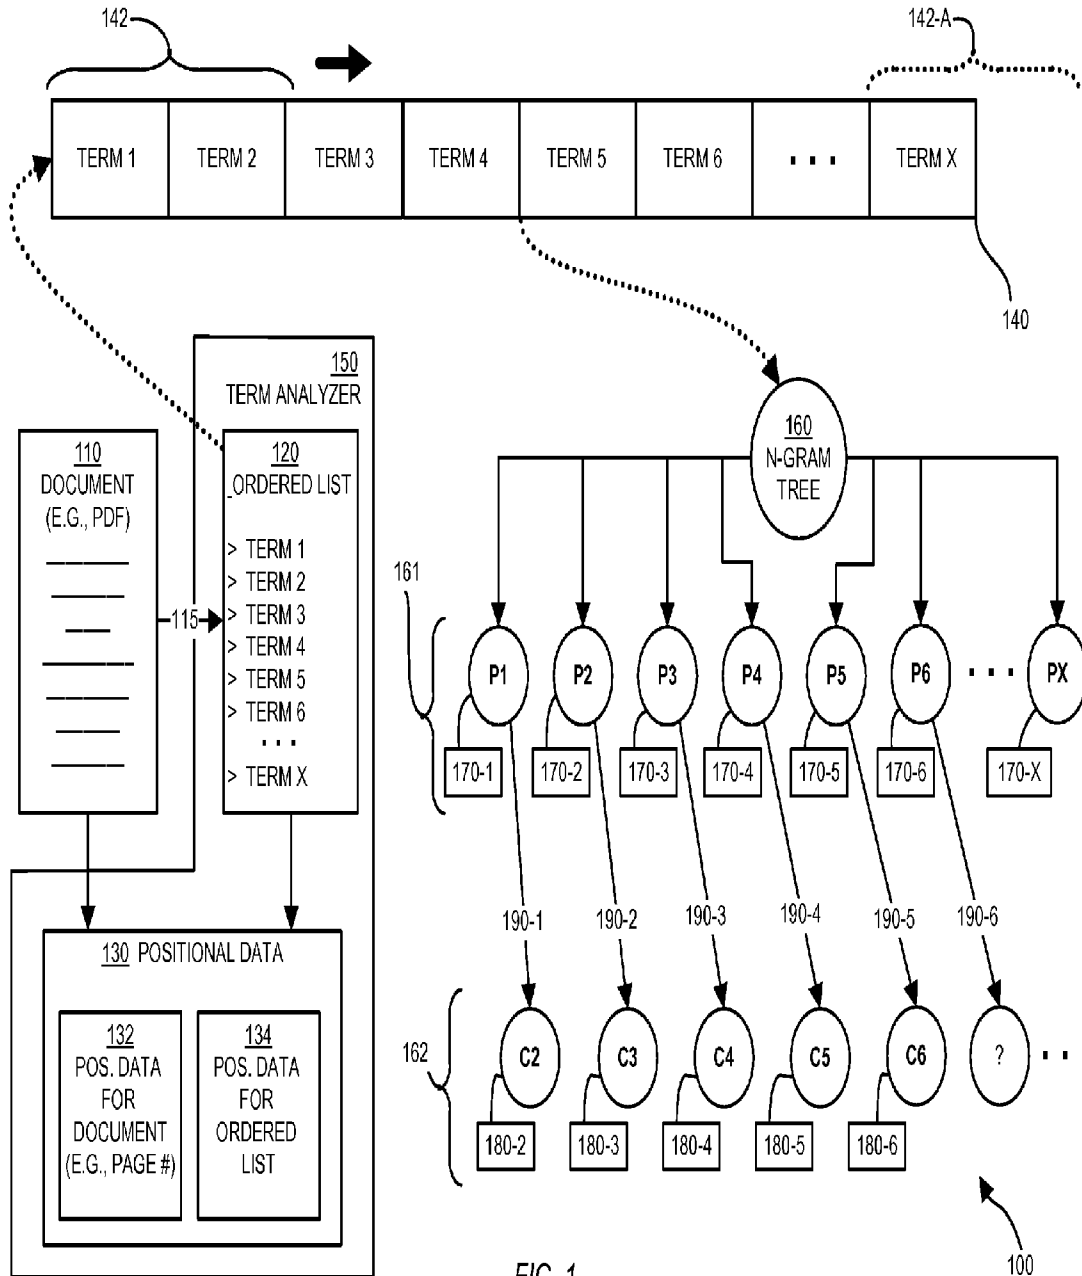 142
142-A
TERM 1 TERM 2 TERM 3 TERM 4 TERM 5 TERM 6 ... TERM X
140
150
TERM ANALYZER
110
DOCUMENT
(E.G., PDF)
115
120
_ORDERED LIST
> TERM 1
> TERM 2
> TERM 3
> TERM 4
> TERM 5
> TERM 6
...
> TERM X
160
N-GRAM
TREE
161
P1 P2 P3 P4 P5 P6 ... PX
170-1 170-2 170-3 170-4 170-5 170-6 170-X
190-1 190-2 190-3 190-4 190-5 190-6
130 POSITIONAL DATA
132
POS. DATA
FOR
DOCUMENT
(E.G., PAGE #)
134
POS. DATA
FOR
ORDERED
LIST
162
C2 C3 C4 C5 C6 ? ..
180-2 180-3 180-4 180-5 180-6
100
FIG. 1